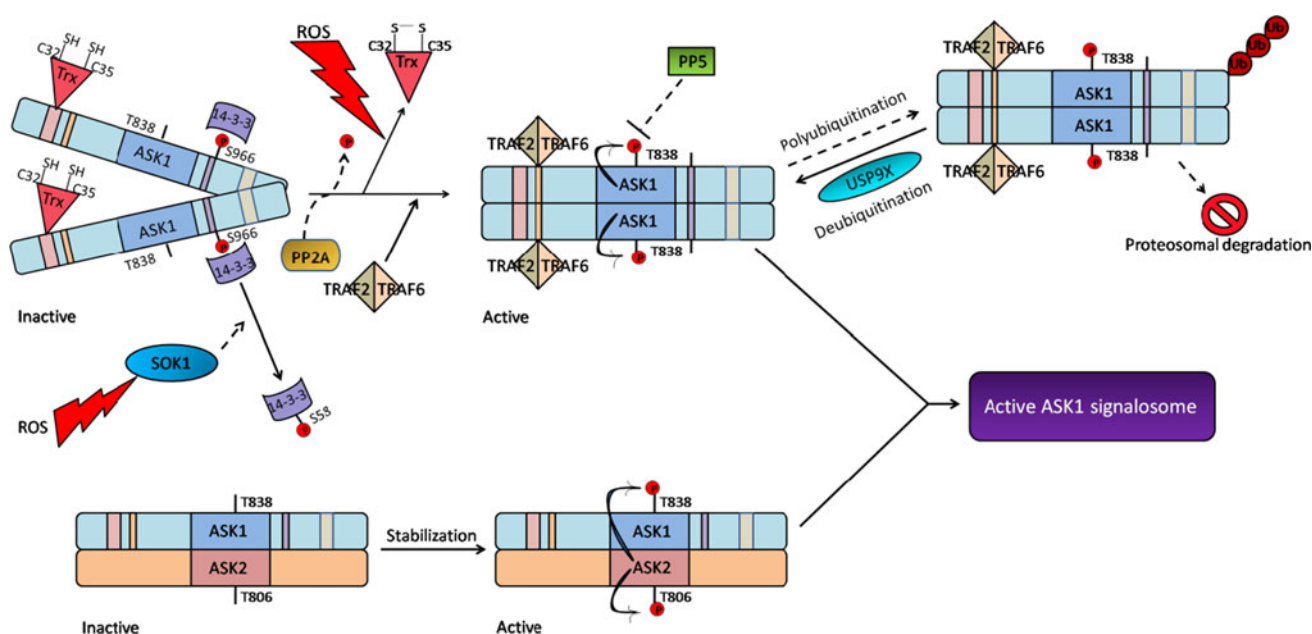 ROS
S S
C32 C35
Trx
SH
SH
C32
C35
Trx
T838
14-3-3
P
S966
ASK1
SH
SH
C32
C35
Trx
ASK1
T838
S966
P
14-3-3
Inactive
P
PP2A
TRAF2 TRAF6
PP5
TRAF2 TRAF6
P
T838
ASK1
ASK1
P
T838
TRAF2 TRAF6
Active
Polyubiquitination
USP9X
Deubiquitination
TRAF2 TRAF6
P
T838
Ub
Ub
Ub
ASK1
ASK1
P
T838
TRAF2 TRAF6
Proteosomal degradation
SOK1
ROS
14-3-3
S58
P
Active ASK1 signalosome
T838
ASK1
ASK2
T806
Inactive
Stabilization
P
T838
ASK1
ASK2
T806
P
Active